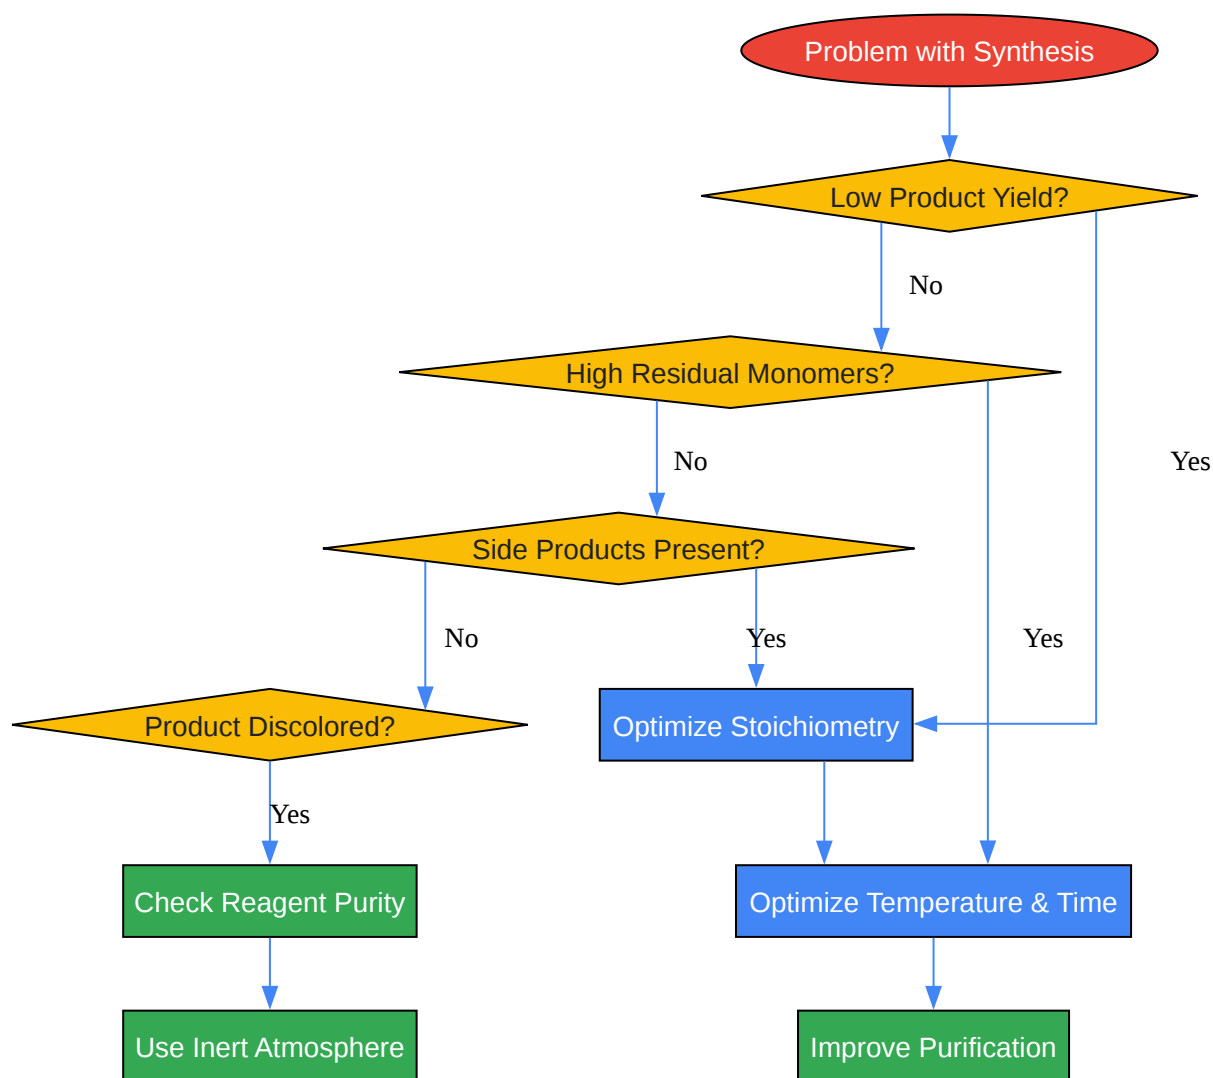 Problem with Synthesis
Low Product Yield?
No
High Residual Monomers?
No
Yes
Side Products Present?
No
Yes
Yes
Product Discolored?
Optimize Stoichiometry
Yes
Check Reagent Purity
Optimize Temperature & Time
Use Inert Atmosphere
Improve Purification